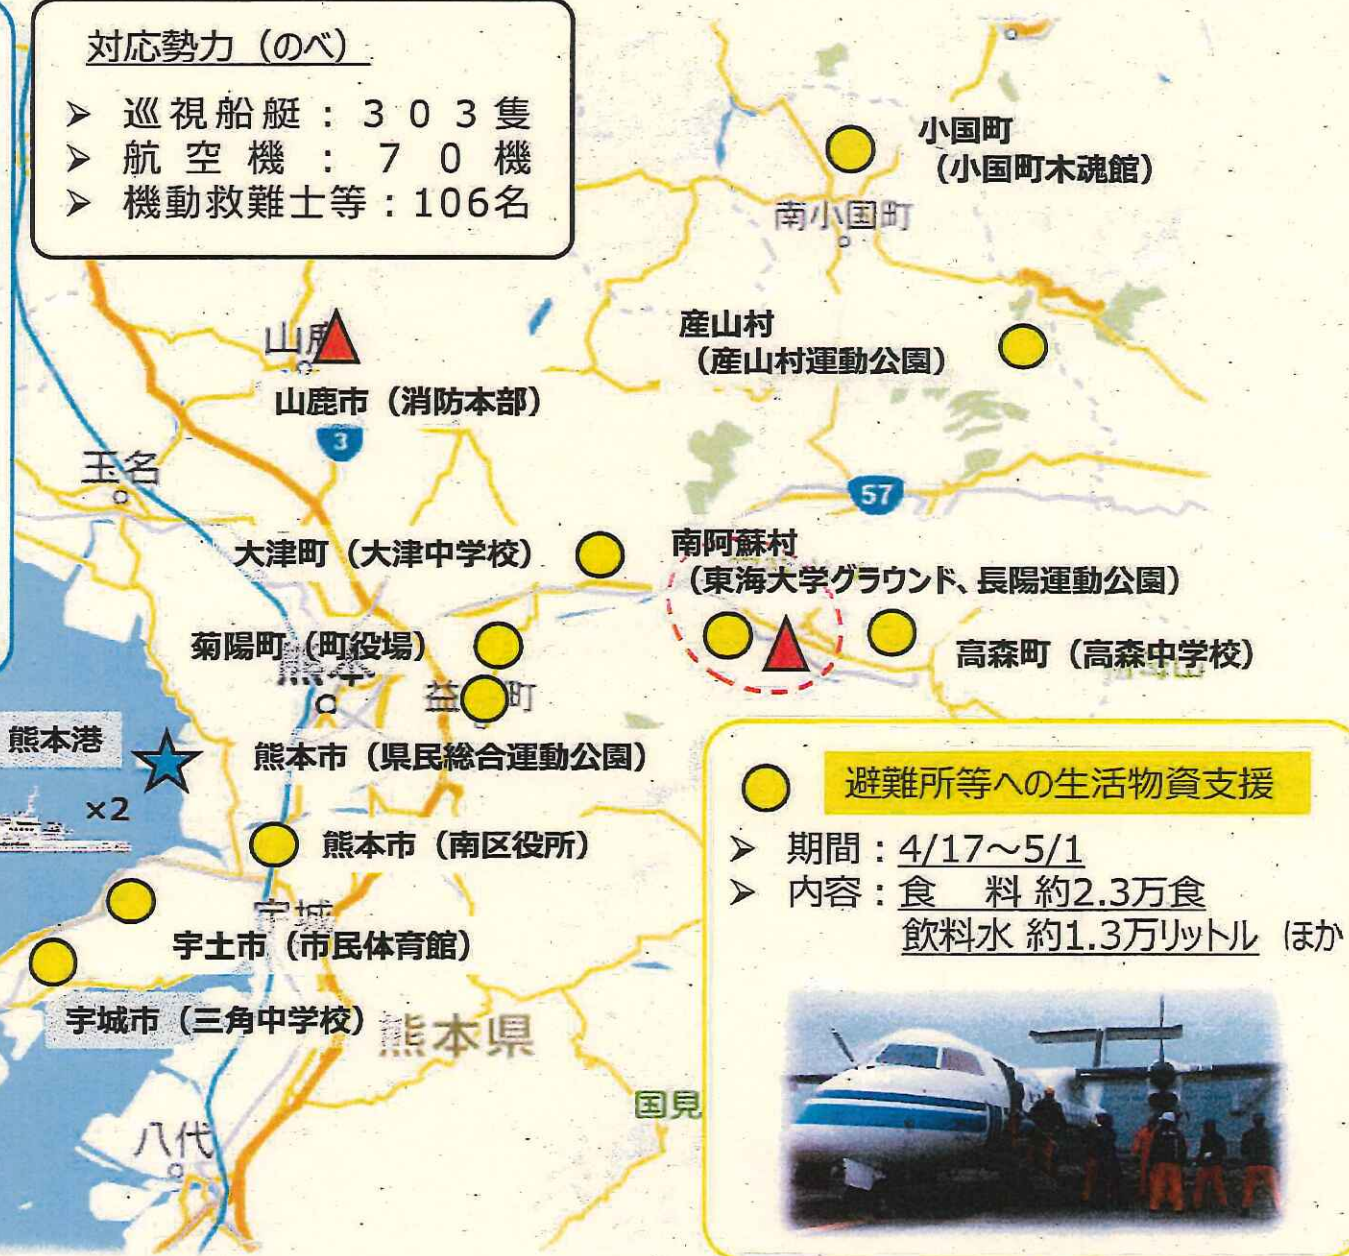 対応勢力（のべ）
➢ 巡視船艇：３０３隻
➢ 航空機：７０機
➢ 機動救難士等：106名
小国町
（小国町木魂館）
南小国町
産山村
（産山村運動公園）
山鹿市（消防本部）
3
玉名
57
大津町（大津中学校）
南阿蘇村
（東海大学グラウンド、長陽運動公園）
菊陽町（町役場）
熊本
高森町（高森中学校）
益 町
熊本港
×2
熊本市（県民総合運動公園）
熊本市（南区役所）
宇城
宇土市（市民体育館）
宇城市（三角中学校）
熊本県
国見
八代
避難所等への生活物資支援
➢ 期間：4/17～5/1
➢ 内容：食　料 約2.3万食
飲料水 約1.3万リットル ほか